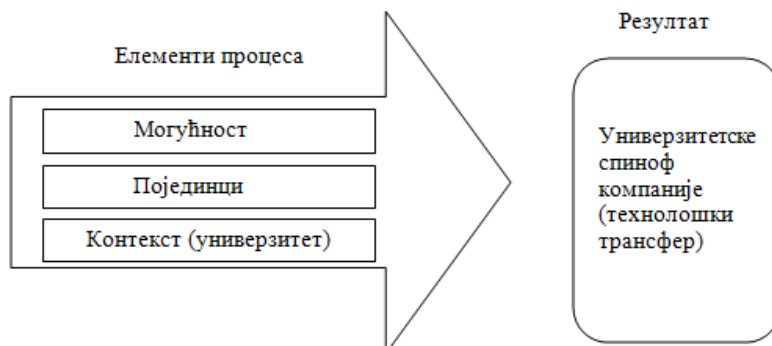 Резултат
Елементи процеса
Могућност
Појединци
Контекст (универзитет)
Универзитетске
спиноф
компаније
(технолошки
трансфер)